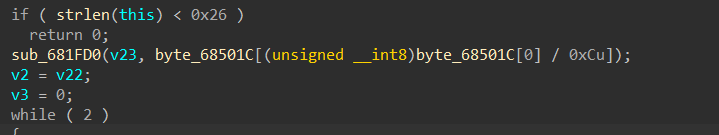 if ( strlen(this) < 0x26 )
return 0;
sub_681FD0(v23, byte_68501C[(unsigned __int8)byte_68501C[0] / 0xCu]);
v2 = v22;
v3 = 0;
while ( 2 )
{